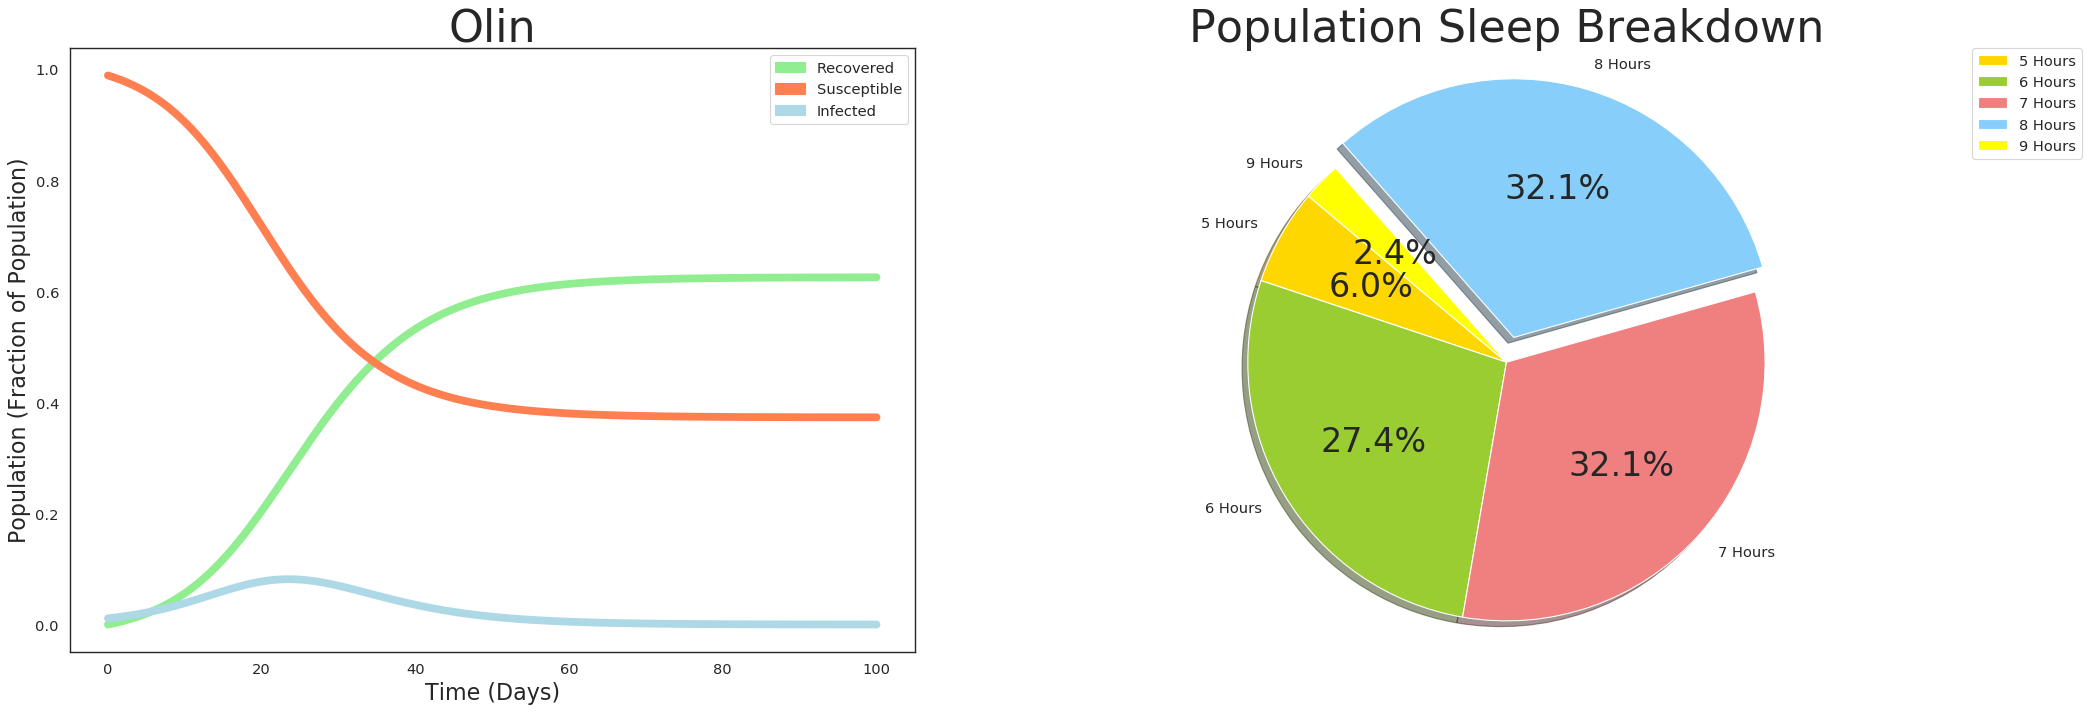 Olin
Population (Fraction of Population)
1.0
0.8
0.6
0.4
0.2
0.0
0
20
40
60
80
100
Time (Days)
Recovered
Susceptible
Infected
Population Sleep Breakdown
8 Hours
9 Hours
5 Hours
6 Hours
7 Hours
32.1%
2.4%
6.0%
27.4%
32.1%
5 Hours
6 Hours
7 Hours
8 Hours
9 Hours